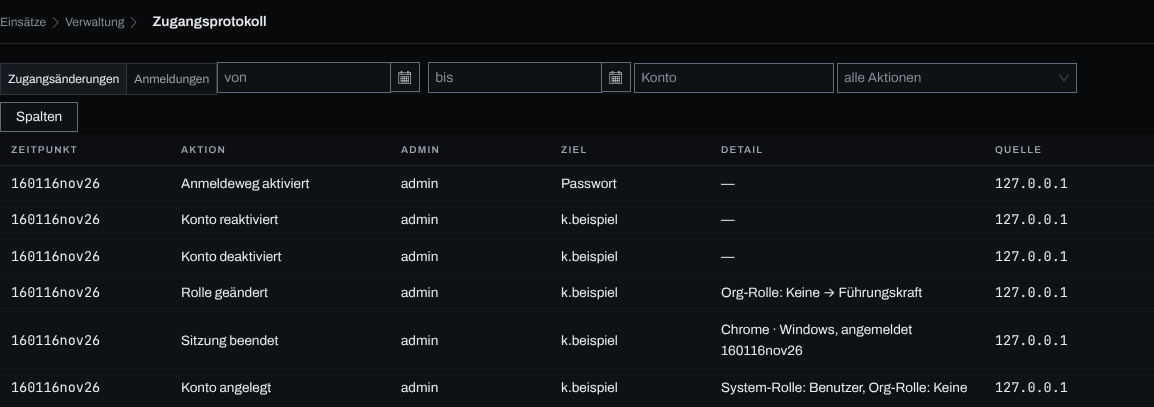 Einsätze > Verwaltung > Zugangsprotokoll
Zugangsänderungen Anmeldungen von bis Konto alle Aktionen
Spalten
ZEITPUNKT AKTION ADMIN ZIEL DETAIL QUELLE
160116nov26 Anmeldeweg aktiviert admin Passwort — 127.0.0.1
160116nov26 Konto reaktiviert admin k.beispiel — 127.0.0.1
160116nov26 Konto deaktiviert admin k.beispiel — 127.0.0.1
160116nov26 Rolle geändert admin k.beispiel Org-Rolle: Keine → Führungskraft 127.0.0.1
160116nov26 Sitzung beendet admin k.beispiel Chrome · Windows, angemeldet 127.0.0.1
160116nov26
160116nov26 Konto angelegt admin k.beispiel System-Rolle: Benutzer, Org-Rolle: Keine 127.0.0.1